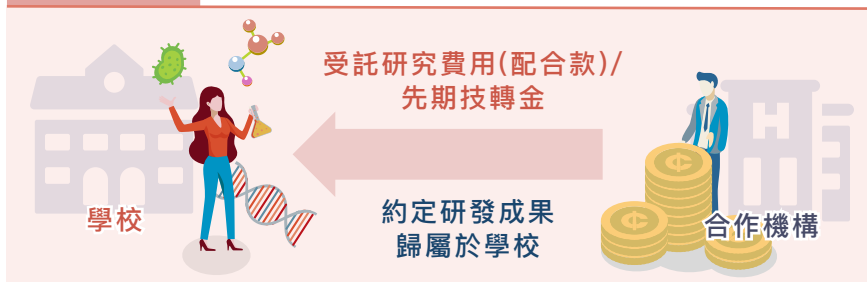 受託研究費用(配合款)/
先期技轉金
約定研發成果
歸屬於學校
學校
合作機構
H